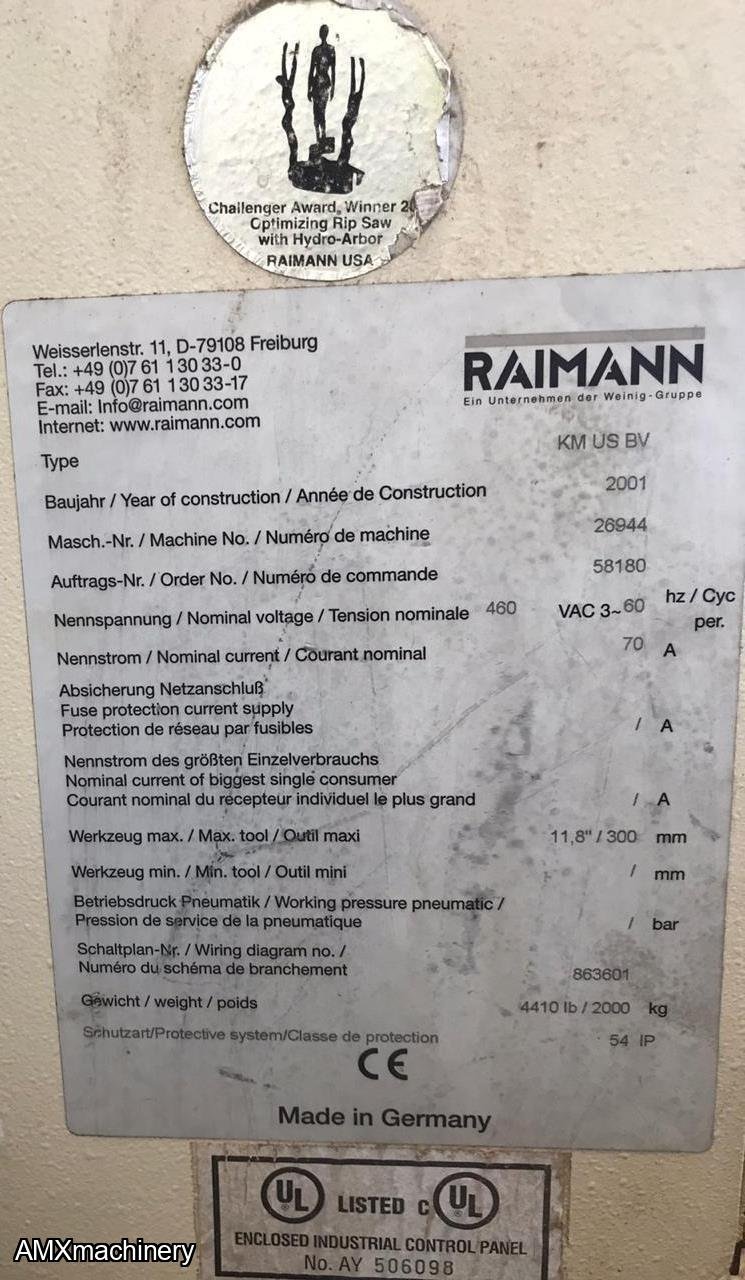 Challenger Award, Winner 20
Optimizing Rip Saw
with Hydro-Arbor
RAIMANN USA
Weisserlenstr. 11, D-79108 Freiburg
Tel.: +49 (0)7 61 1 30 33-0
Fax: +49 (0)7 61 1 30 33-17
E-mail: Info@raimann.com
Internet: www.raimann.com
RAIMANN
Ein Unternehmen der Weinig-Gruppe
Type KM US BV
Baujahr / Year of construction / Année de Construction 2001
Masch.-Nr. / Machine No. / Numéro de machine 26944
Auftrags-Nr. / Order No. / Numéro de commande 58180
Nennspannung / Nominal voltage / Tension nominale 460 VAC 3~ 60 hz / Cyc
per.
Nennstrom / Nominal current / Courant nominal 70 A
Absicherung Netzanschluß
Fuse protection current supply
Protection de réseau par fusibles / A
Nennstrom des größten Einzelverbrauchs
Nominal current of biggest single consumer
Courant nominal du récepteur individuel le plus grand / A
Werkzeug max. / Max. tool / Outil maxi 11,8" / 300 mm
Werkzeug min. / Min. tool / Outil mini / mm
Betriebsdruck Pneumatik / Working pressure pneumatic /
Pression de service de la pneumatique / bar
Schaltplan-Nr. / Wiring diagram no. /
Numéro du schéma de branchement 863601
Gewicht / weight / poids 4410 lb / 2000 kg
Schutzart/Protective system/Classe de protection 54 IP
CE
Made in Germany
UL LISTED C UL
ENCLOSED INDUSTRIAL CONTROL PANEL
No. AY 506098
AMXmachinery